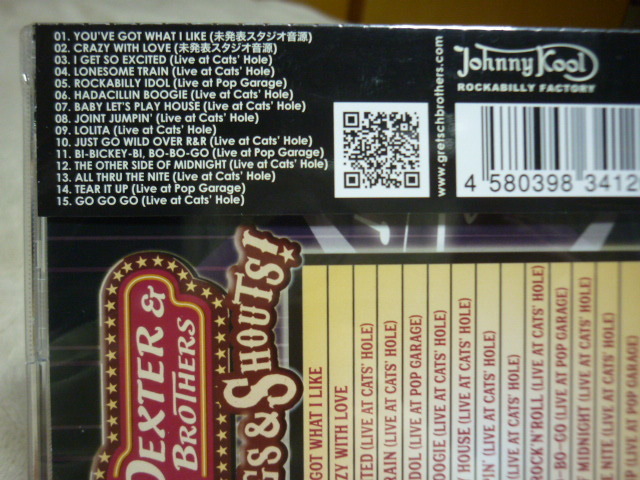 01. YOU'VE GOT WHAT I LIKE (未発表スタジオ音源)
02. CRAZY WITH LOVE (未発表スタジオ音源)
03. I GET SO EXCITED (Live at Cats' Hole)
04. LONESOME TRAIN (Live at Cats' Hole)
05. ROCKABILLY IDOL (Live at Pop Garage)
06. HADACILLIN BOOGIE (Live at Cats' Hole)
07. BABY LET'S PLAY HOUSE (Live at Cats' Hole)
08. JOINT JUMPIN' (Live at Cats' Hole)
09. LOLITA (Live at Cats' Hole)
10. JUST GO WILD OVER R&R (Live at Cats' Hole)
11. BI-BICKEY-BI, BO-BO-GO (Live at Pop Garage)
12. THE OTHER SIDE OF MIDNIGHT (Live at Cats' Hole)
13. ALL THRU THE NITE (Live at Cats' Hole)
14. TEAR IT UP (Live at Pop Garage)
15. GO GO GO (Live at Cats' Hole)
www.gretschbrothers.com
Johnny Kool
ROCKABILLY FACTORY
4 580398 3412
DEXTER &
BROTHERS
GS & SHOUTS!
GOT WHAT I LIKE
ZY WITH LOVE
TED (LIVE AT CATS' HOLE)
RAIN (LIVE AT CATS' HOLE)
DOL (LIVE AT POP GARAGE)
OOGIE (LIVE AT CATS' HOLE)
HOUSE (LIVE AT CATS' HOLE)
PIN' (LIVE AT CATS' HOLE)
(LIVE AT CATS' HOLE)
ROCK'N'ROLL (LIVE AT CATS' HOLE)
-BO-GO (LIVE AT POP GARAGE)
F MIDNIGHT (LIVE AT CATS' HOLE)
NITE (LIVE AT CATS' HOLE)
P (LIVE AT POP GARAGE)